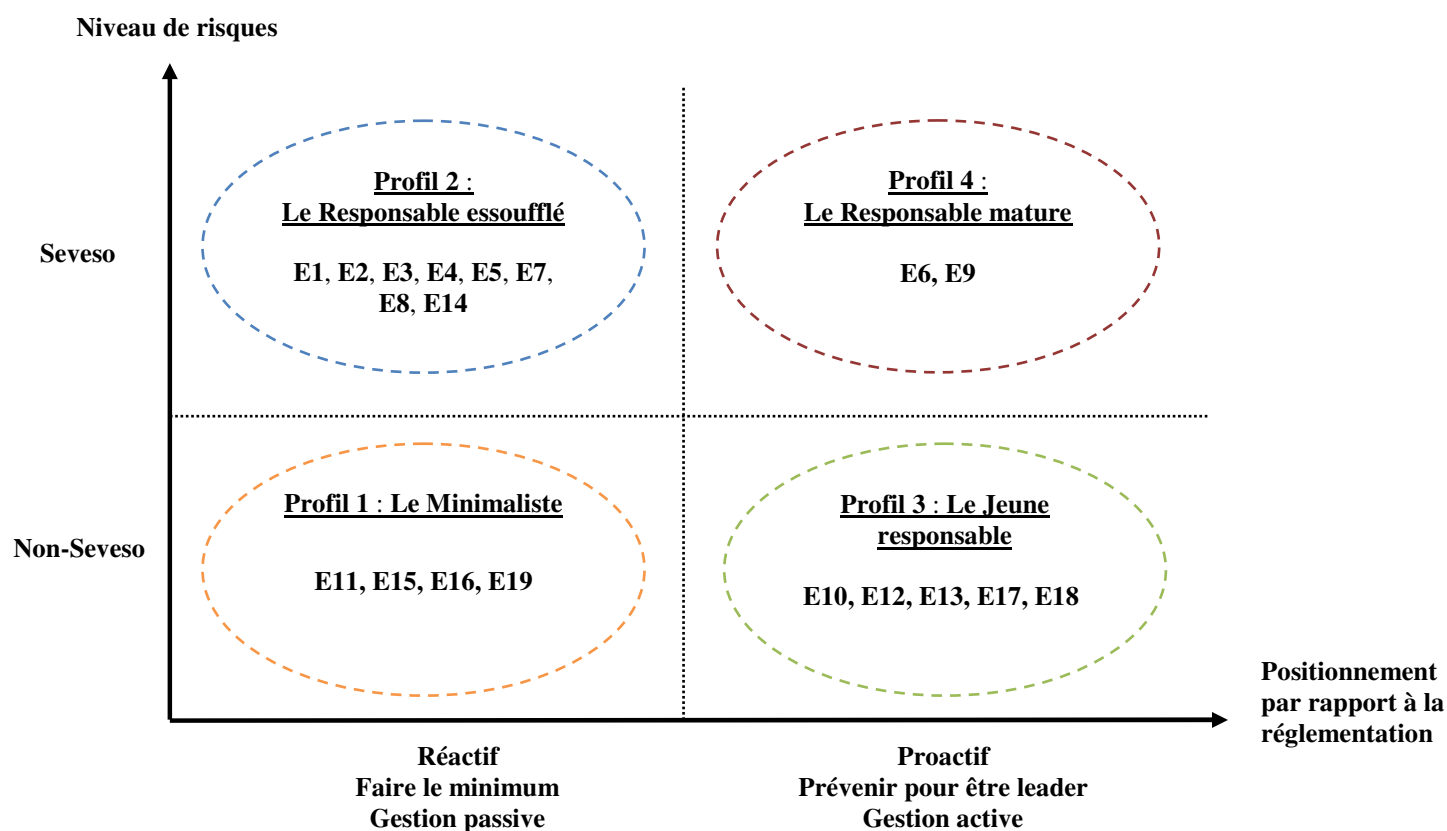 Niveau de risques
Profil 2 :
Le Responsable essoufflé
E1, E2, E3, E4, E5, E7,
E8, E14
Profil 4 :
Le Responsable mature
E6, E9
Seveso
Profil 1 : Le Minimaliste
E11, E15, E16, E19
Profil 3 : Le Jeune
responsable
E10, E12, E13, E17, E18
Non-Seveso
Positionnement
par rapport à la
réglementation
Réactif
Faire le minimum
Gestion passive
Proactif
Prévenir pour être leader
Gestion active